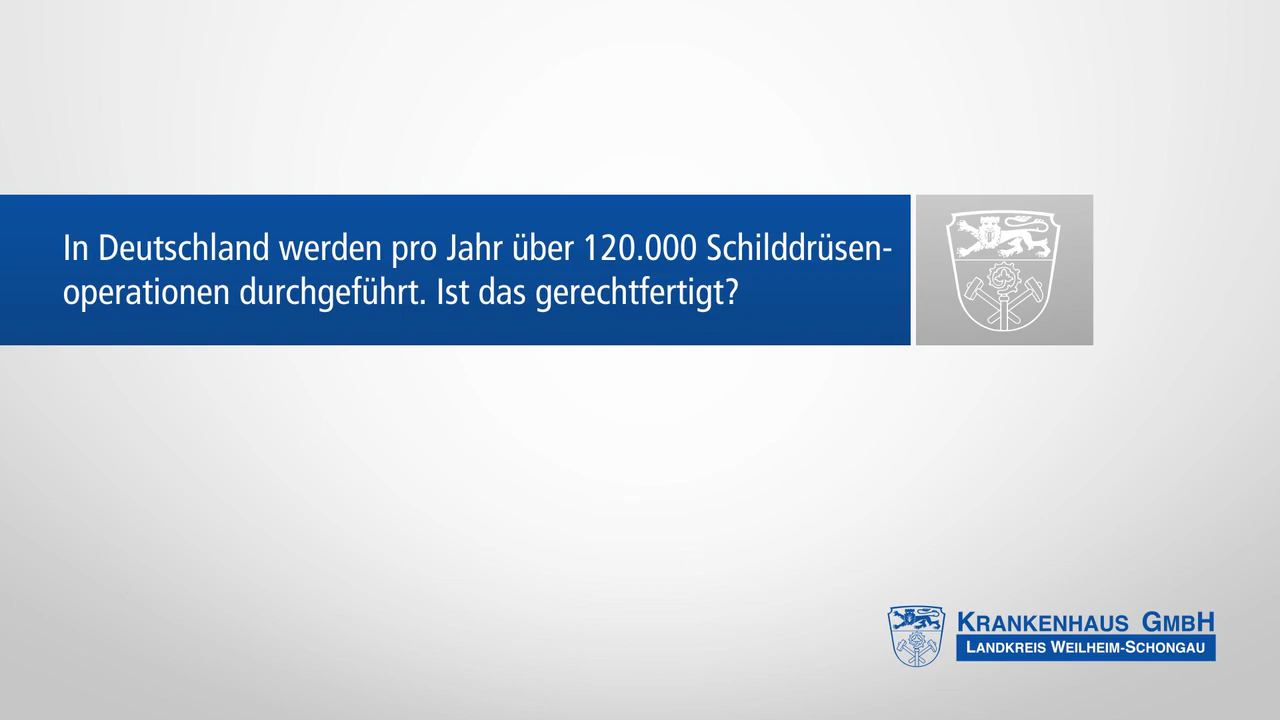 In Deutschland werden pro Jahr über 120.000 Schilddrüsen-
operationen durchgeführt. Ist das gerechtfertigt?
KRANKENHAUS GMBH
LANDKREIS WEILHEIM-SCHONGAU